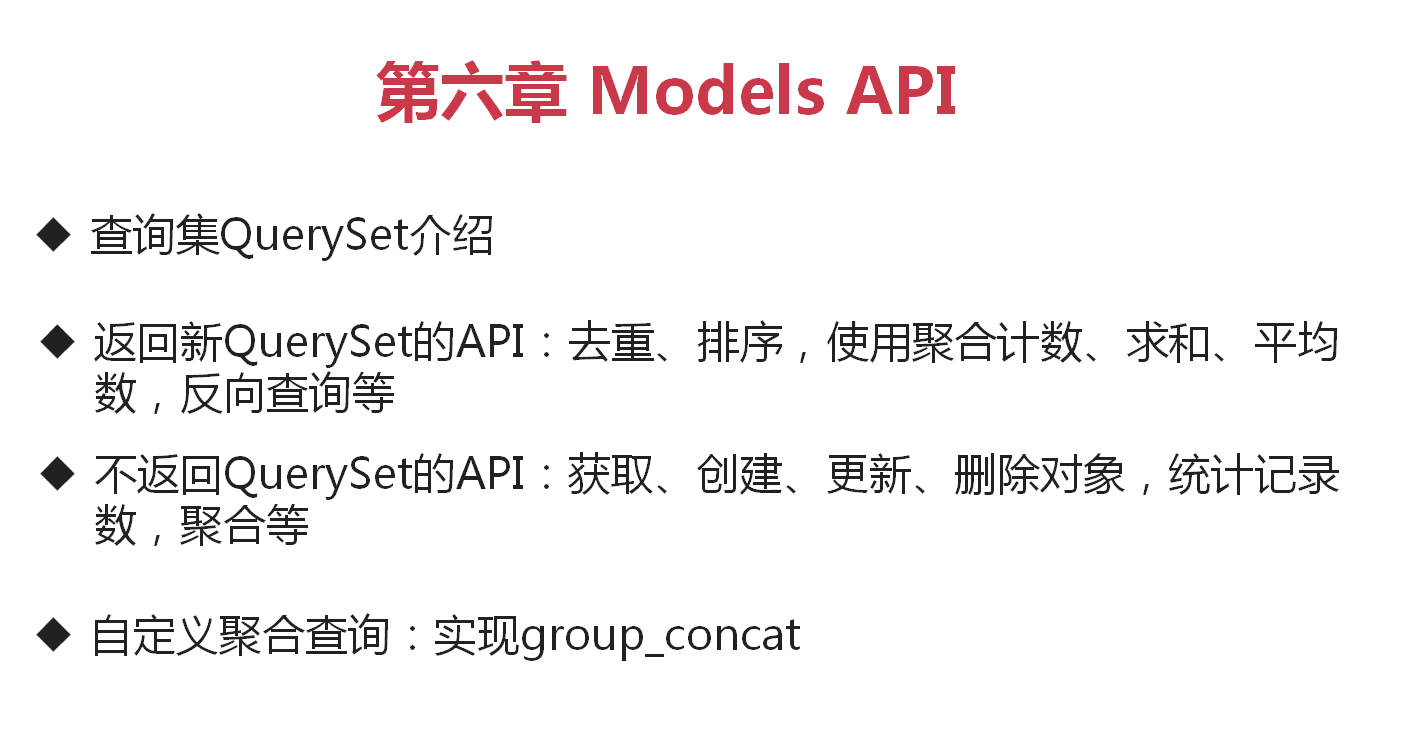 第六章 Models API
◆ 查询集QuerySet介绍
◆ 返回新QuerySet的API：去重、排序，使用聚合计数、求和、平均
数，反向查询等
◆ 不返回QuerySet的API：获取、创建、更新、删除对象，统计记录
数，聚合等
◆ 自定义聚合查询：实现group_concat